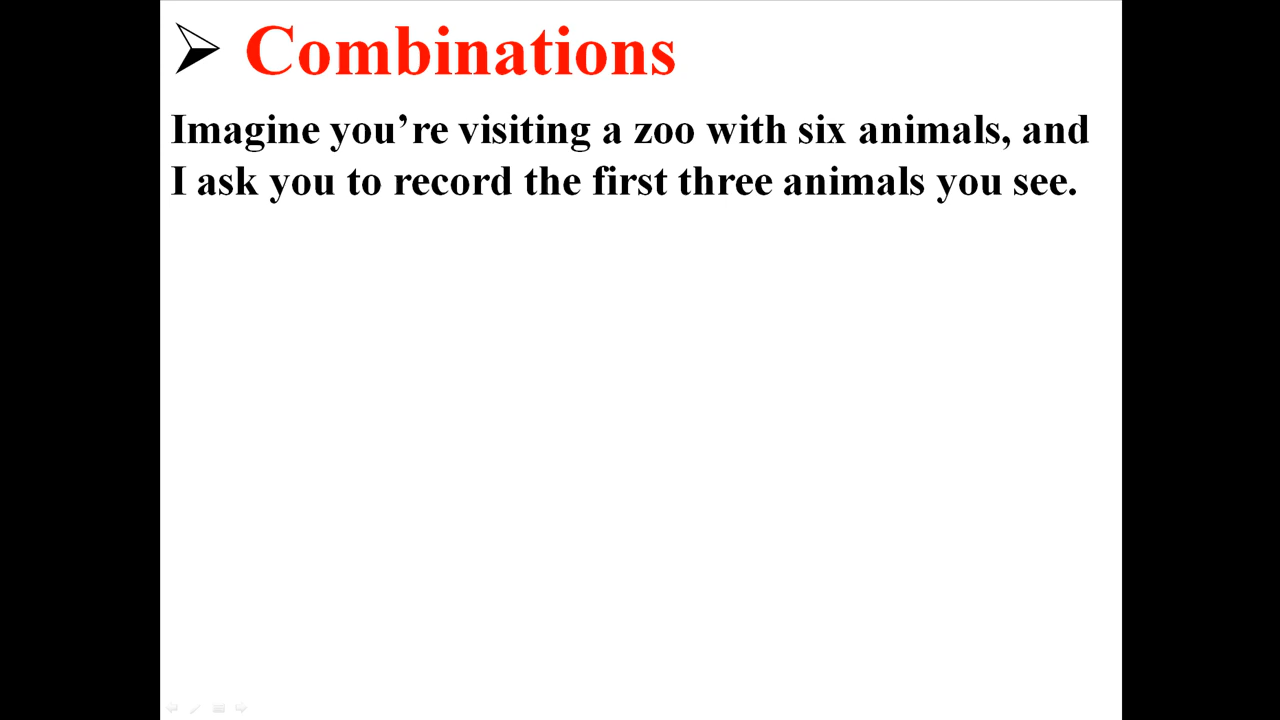 Combinations
Imagine you’re visiting a zoo with six animals, and
I ask you to record the first three animals you see.